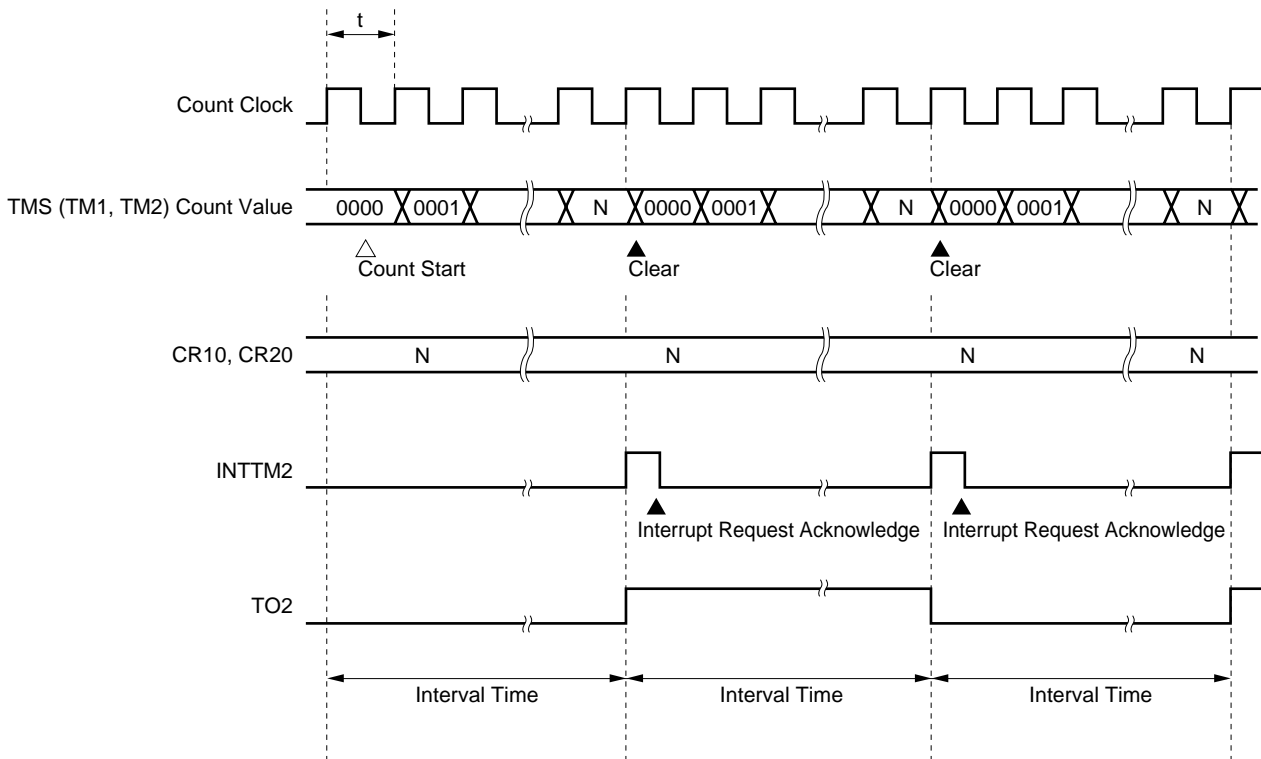 t
Count Clock
TMS (TM1, TM2) Count Value
0000 0001 N 0000 0001 N 0000 0001 N
Count Start Clear Clear
CR10, CR20 N N N N
INTTM2
Interrupt Request Acknowledge Interrupt Request Acknowledge
TO2
Interval Time Interval Time Interval Time